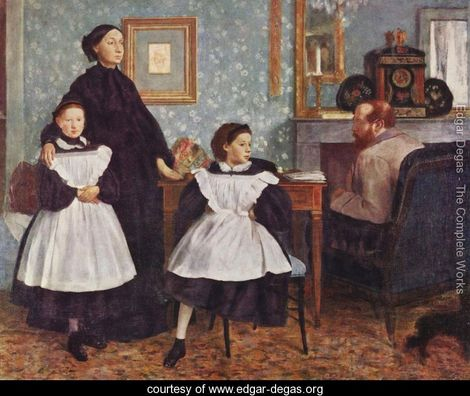 Edgar Degas - The Complete Works
courtesy of www.edgar-degas.org